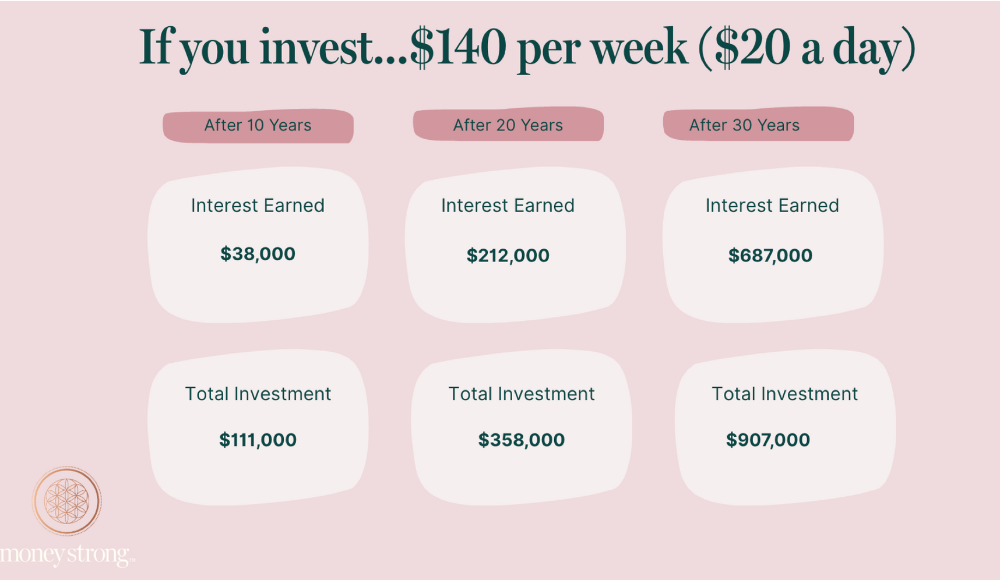 If you invest...$140 per week ($20 a day)
After 10 Years
After 20 Years
After 30 Years
Interest Earned
$38,000
Interest Earned
$212,000
Interest Earned
$687,000
Total Investment
$111,000
Total Investment
$358,000
Total Investment
$907,000
money strong™